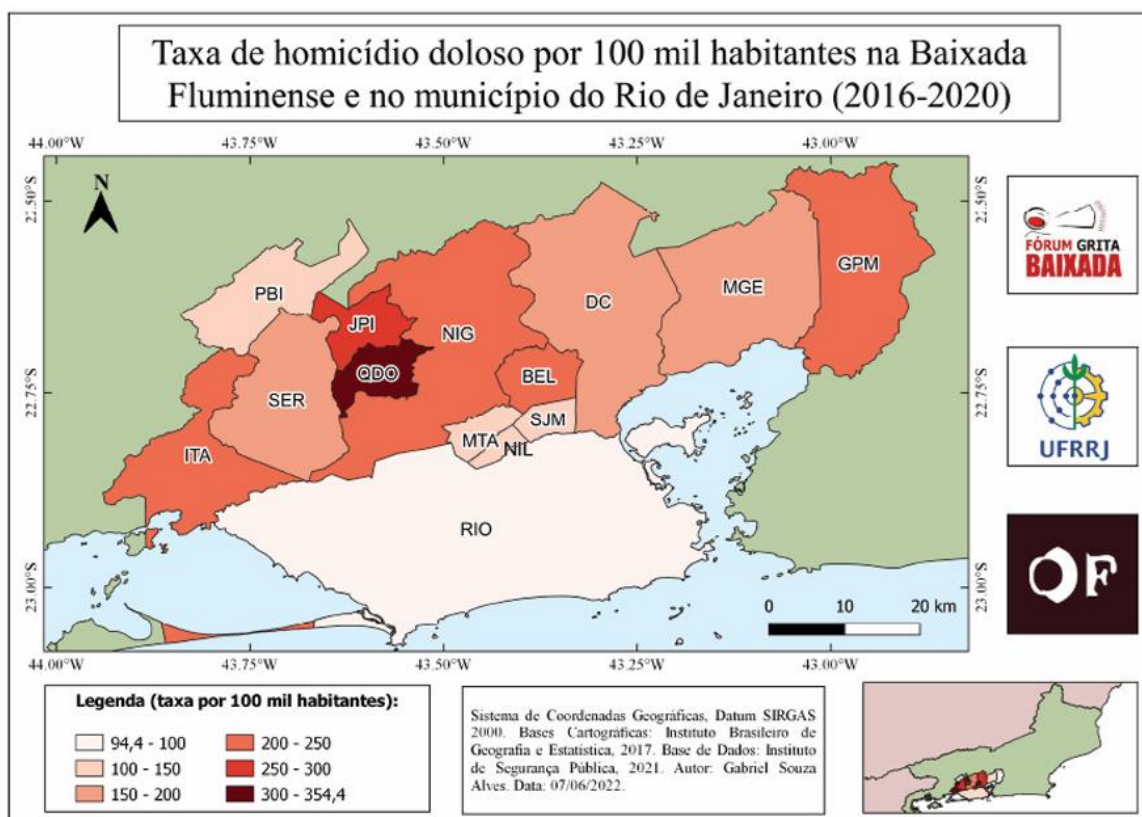 Taxa de homicídio doloso por 100 mil habitantes na Baixada
Fluminense e no município do Rio de Janeiro (2016-2020)
44.00°W
43.75°W
43.50°W
43.25°W
43.00°W
N
22.50°S
22.50°S
PBI
JPI
NIG
DC
MGE
GPM
QDO
SER
BEL
22.75°S
22.75°S
SJM
MTA
NIL
ITA
RIO
23.00°S
23.00°S
0 10 20 km
44.00°W
43.75°W
43.50°W
43.25°W
43.00°W
FÓRUM GRITA
BAIXADA
UFRRJ
OF
Legenda (taxa por 100 mil habitantes):
94,4 - 100
100 - 150
150 - 200
200 - 250
250 - 300
300 - 354,4
Sistema de Coordenadas Geográficas, Datum SIRGAS
2000. Bases Cartográficas: Instituto Brasileiro de
Geografia e Estatística, 2017. Base de Dados: Instituto
de Segurança Pública, 2021. Autor: Gabriel Souza
Alves. Data: 07/06/2022.